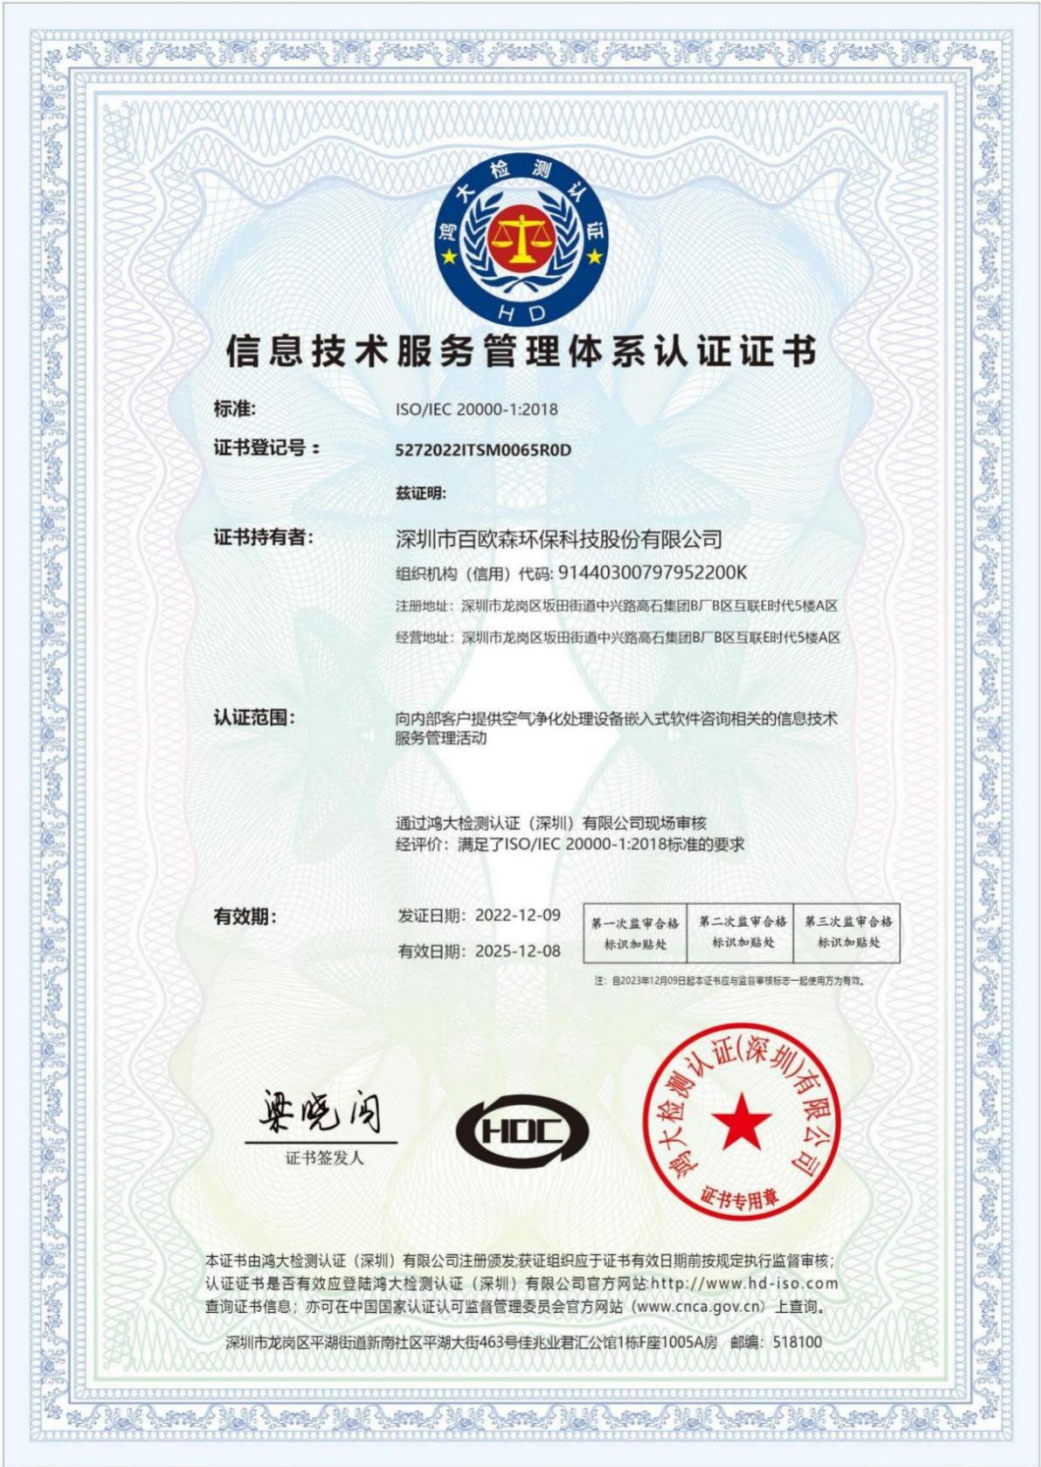 鸿大检测认证
HD
信息技术服务管理体系认证证书
标准: ISO/IEC 20000-1:2018
证书登记号: 5272022ITSM0065R0D
兹证明:
证书持有者: 深圳市百欧森环保科技股份有限公司
组织机构（信用）代码: 91440300797952200K
注册地址：深圳市龙岗区坂田街道中兴路高石集团B厂B区互联E时代5楼A区
经营地址：深圳市龙岗区坂田街道中兴路高石集团B厂B区互联E时代5楼A区
认证范围: 向内部客户提供空气净化处理设备嵌入式软件咨询相关的信息技术
服务管理活动
通过鸿大检测认证（深圳）有限公司现场审核
经评价：满足了ISO/IEC 20000-1:2018标准的要求
有效期: 发证日期：2022-12-09
有效日期：2025-12-08
第一次监审合格
标识加贴处
第二次监审合格
标识加贴处
第三次监审合格
标识加贴处
注：自2023年12月09日起本证书应与监督审核标志一起使用方为有效。
梁晓闯
证书签发人
HDC
鸿大检测认证(深圳)有限公司
证书专用章
本证书由鸿大检测认证（深圳）有限公司注册颁发;获证组织应于证书有效日期前按规定执行监督审核;
认证证书是否有效应登陆鸿大检测认证（深圳）有限公司官方网站:http://www.hd-iso.com
查询证书信息；亦可在中国国家认证认可监督管理委员会官方网站（www.cnca.gov.cn）上查询。
深圳市龙岗区平湖街道新南社区平湖大街463号佳兆业君汇公馆1栋F座1005A房 邮编：518100